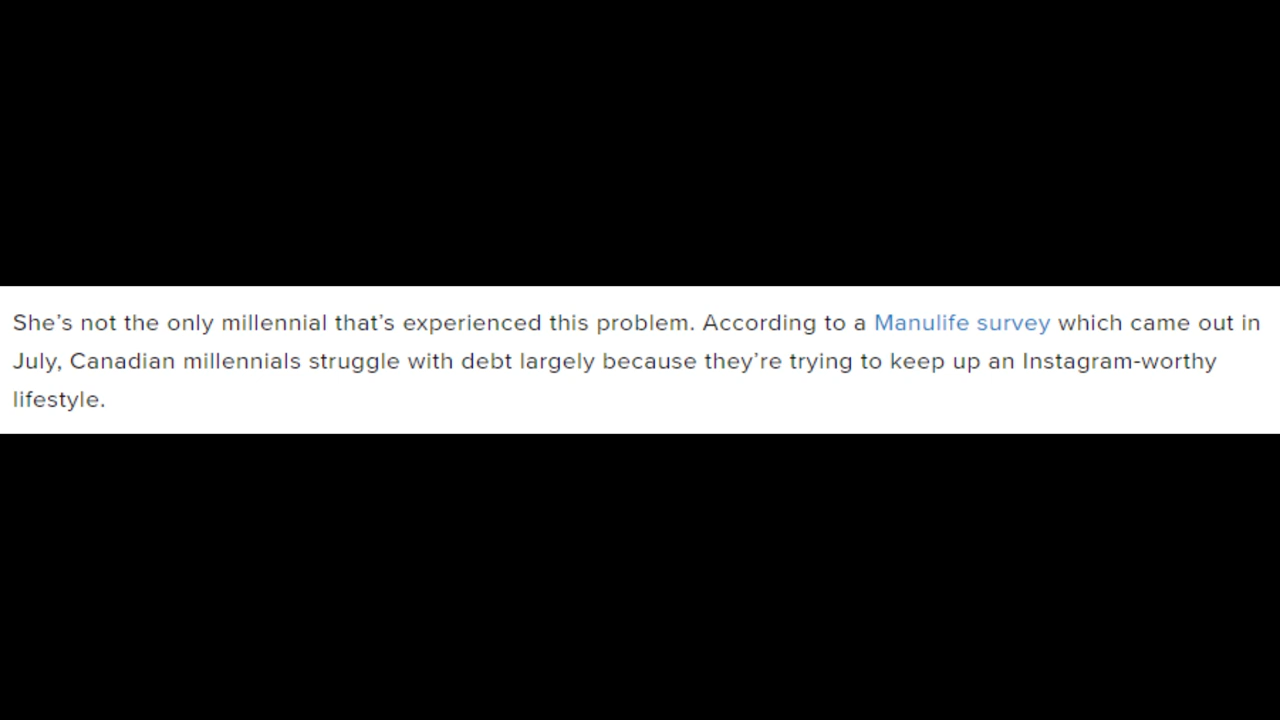 She’s not the only millennial that’s experienced this problem. According to a Manulife survey which came out in
July, Canadian millennials struggle with debt largely because they’re trying to keep up an Instagram-worthy
lifestyle.